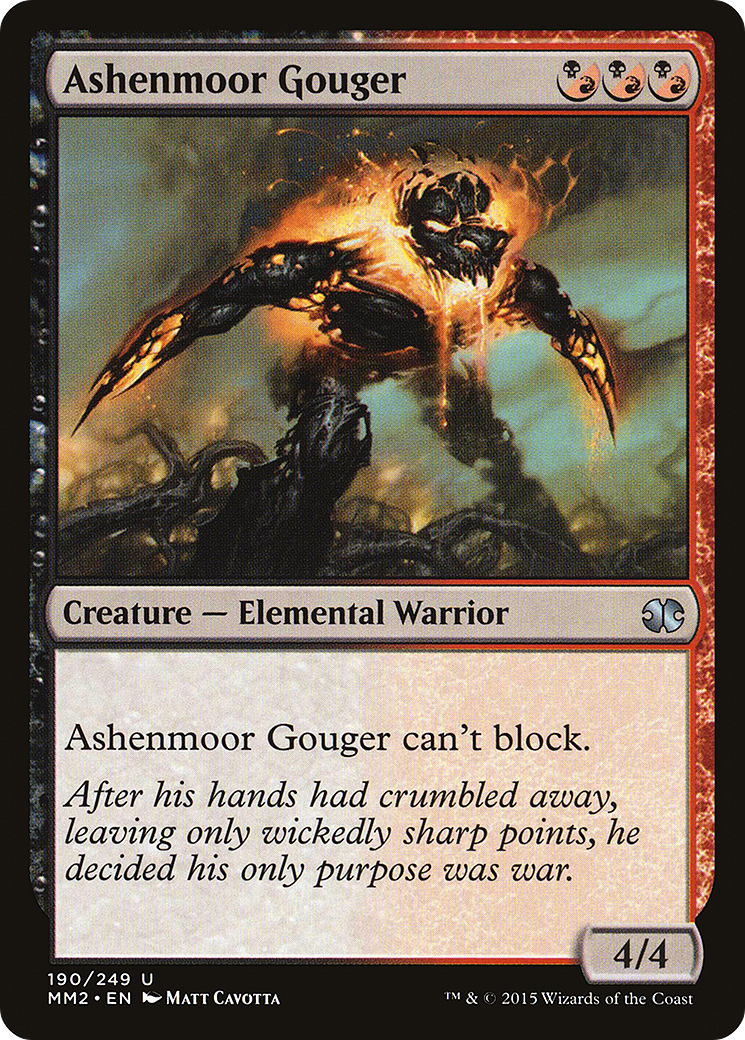 Ashenmoor Gouger
Creature — Elemental Warrior
Ashenmoor Gouger can't block.
After his hands had crumbled away,
leaving only wickedly sharp points, he
decided his only purpose was war.
4/4
190/249 U
MM2 • EN Matt Cavotta
™ & © 2015 Wizards of the Coast